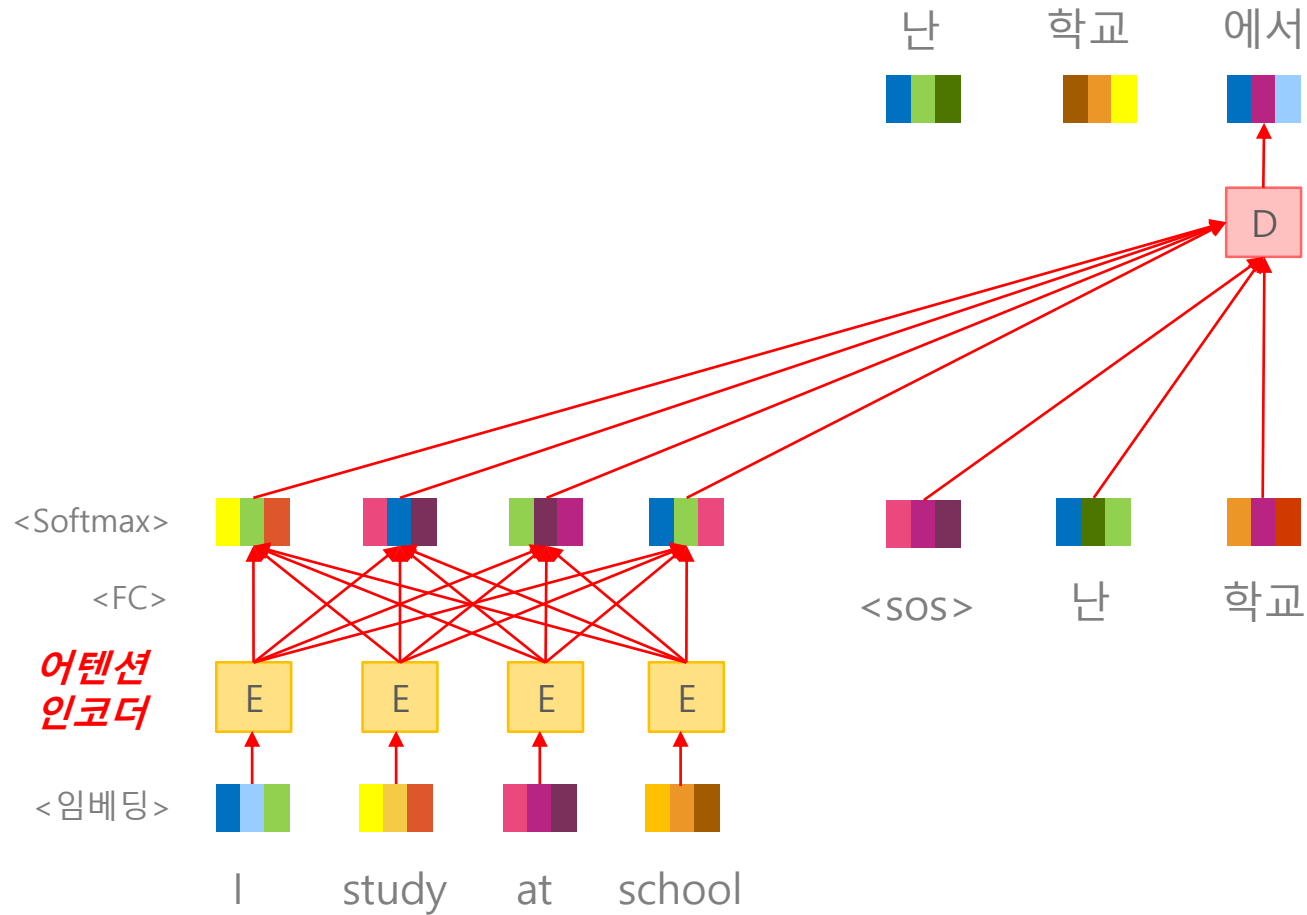 난 학교 에서
D
<Softmax>
<FC>
<sos> 난 학교
어텐션
인코더
E E E E
<임베딩>
I study at school